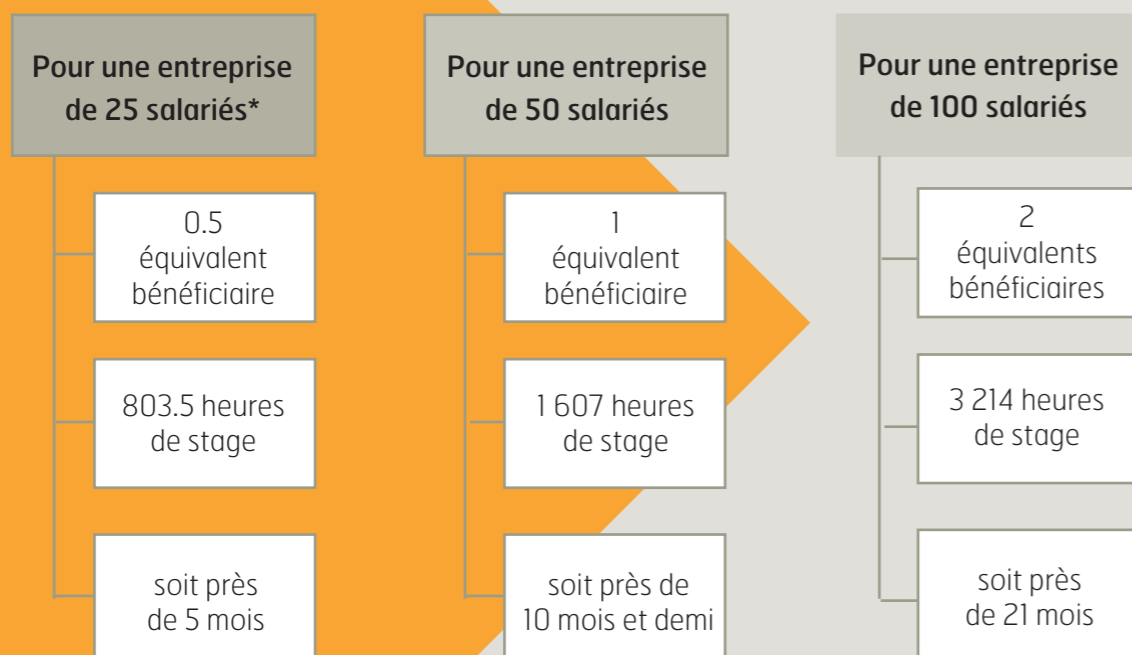 Pour une entreprise
de 25 salariés*
0.5
équivalent
bénéficiaire
803.5 heures
de stage
soit près
de 5 mois
Pour une entreprise
de 50 salariés
1
équivalent
bénéficiaire
1 607 heures
de stage
soit près de
10 mois et demi
Pour une entreprise
de 100 salariés
2
équivalents
bénéficiaires
3 214 heures
de stage
soit près
de 21 mois